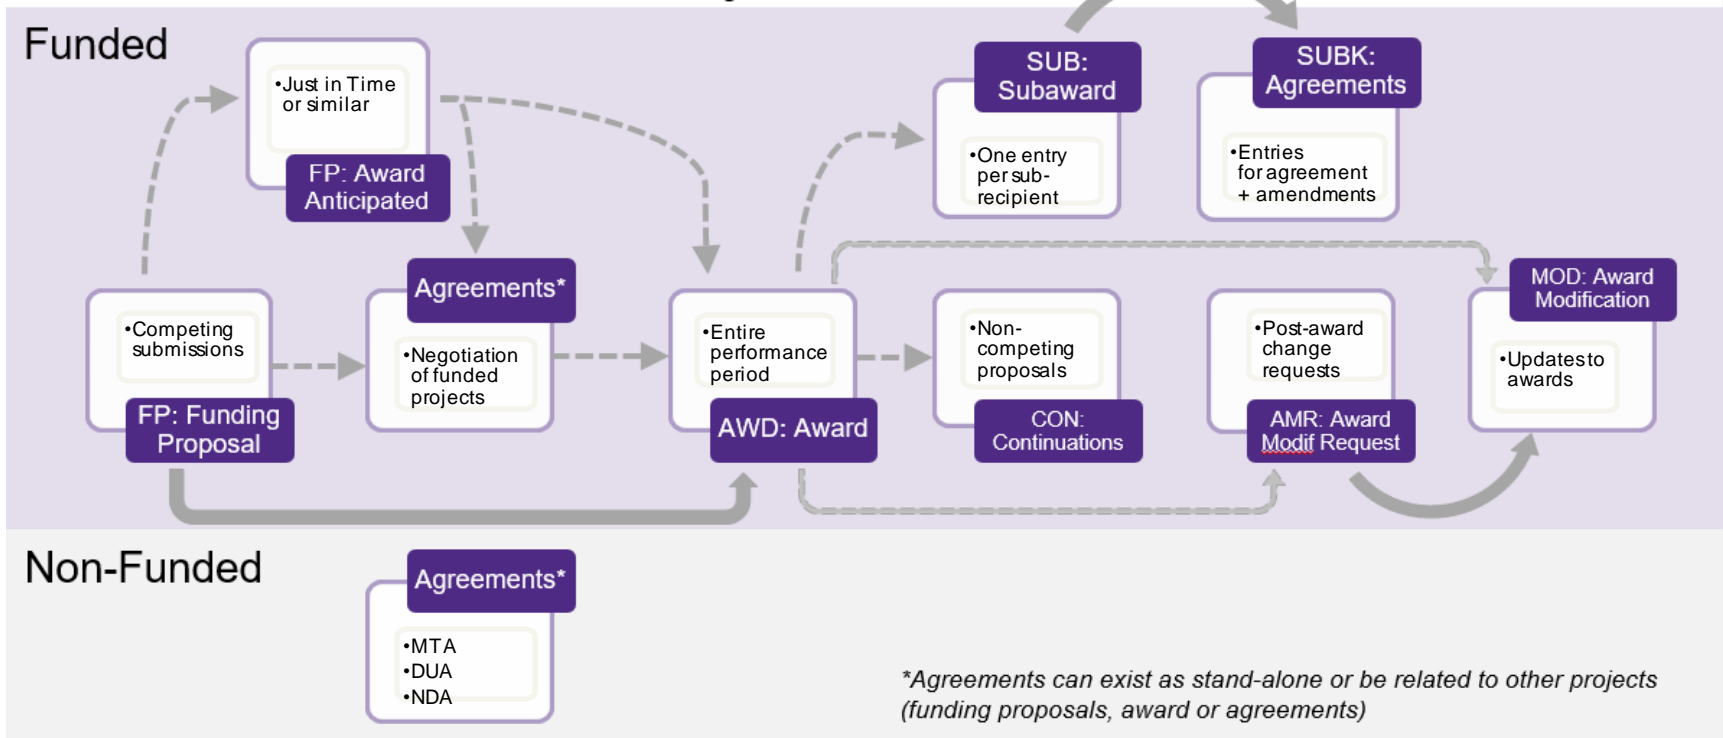 Funded
•Just in Time
or similar
FP: Award
Anticipated
SUB:
Subaward
•One entry
per sub-
recipient
SUBK:
Agreements
•Entries
for agreement
+ amendments
•Competing
submissions
FP: Funding
Proposal
Agreements*
•Negotiation
of funded
projects
•Entire
performance
period
AWD: Award
•Non-
competing
proposals
CON:
Continuations
•Post-award
change
requests
AMR: Award
Modif Request
MOD: Award
Modification
•Updates to
awards
Non-Funded
Agreements*
•MTA
•DUA
•NDA
*Agreements can exist as stand-alone or be related to other projects
(funding proposals, award or agreements)